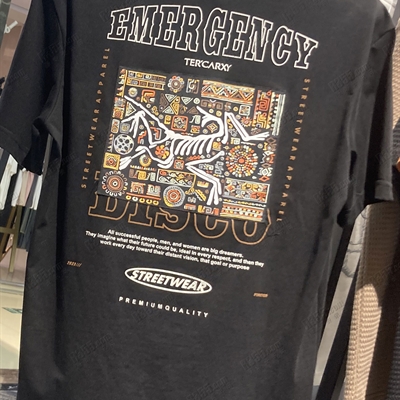 EMERGENCY
TER'CARXY
STREETWEAR APPAREL
STREETWEAR APPAREL
DISCO
All successful people, men, and women are big dreamers.
They imagine what their future could be, ideal in every respect, and then they
work every day toward their distant vision, that goal or purpose
STREETWEAR
PREMIUMQUALITY